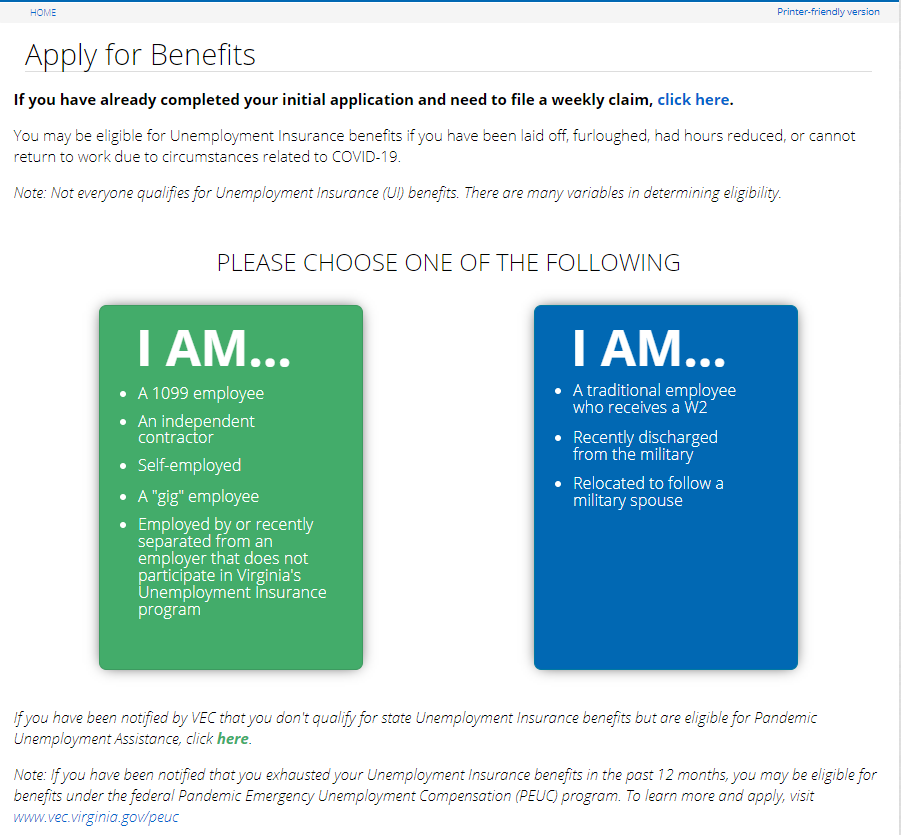 HOME
Printer-friendly version
Apply for Benefits
If you have already completed your initial application and need to file a weekly claim, click here.
You may be eligible for Unemployment Insurance benefits if you have been laid off, furloughed, had hours reduced, or cannot
return to work due to circumstances related to COVID-19.
Note: Not everyone qualifies for Unemployment Insurance (UI) benefits. There are many variables in determining eligibility.
PLEASE CHOOSE ONE OF THE FOLLOWING
I AM...
• A 1099 employee
• An independent
contractor
• Self-employed
• A "gig" employee
• Employed by or recently
separated from an
employer that does not
participate in Virginia's
Unemployment Insurance
program
I AM...
• A traditional employee
who receives a W2
• Recently discharged
from the military
• Relocated to follow a
military spouse
If you have been notified by VEC that you don't qualify for state Unemployment Insurance benefits but are eligible for Pandemic
Unemployment Assistance, click here.
Note: If you have been notified that you exhausted your Unemployment Insurance benefits in the past 12 months, you may be eligible for
benefits under the federal Pandemic Emergency Unemployment Compensation (PEUC) program. To learn more and apply, visit
www.vec.virginia.gov/peuc